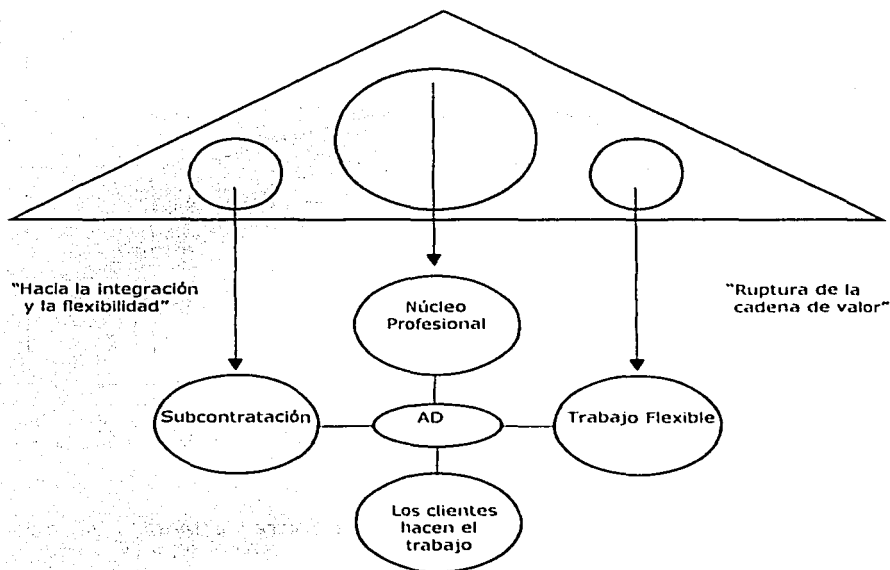 "Hacia la integración
y la flexibilidad"
"Ruptura de la
cadena de valor"
Núcleo
Profesional
Subcontratación
AD
Trabajo Flexible
Los clientes
hacen el
trabajo